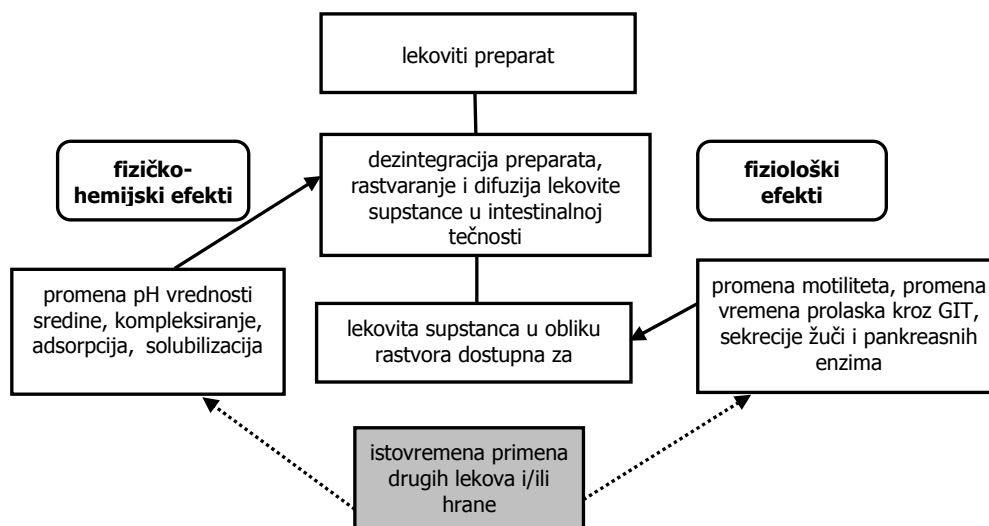 lekoviti preparat
fizičko-
hemijski efekti
dezintegracija preparata,
rastvaranje i difuzija lekovite
supstance u intestinalnoj
tečnosti
fiziološki
efekti
promena pH vrednosti
sredine, kompleksiranje,
adsorpcija, solubilizacija
lekovita supstanca u obliku
rastvora dostupna za
promena motiliteta, promena
vremena prolaska kroz GIT,
sekrecije žuči i pankreasnih
enzima
istovremena primena
drugih lekova i/ili
hrane